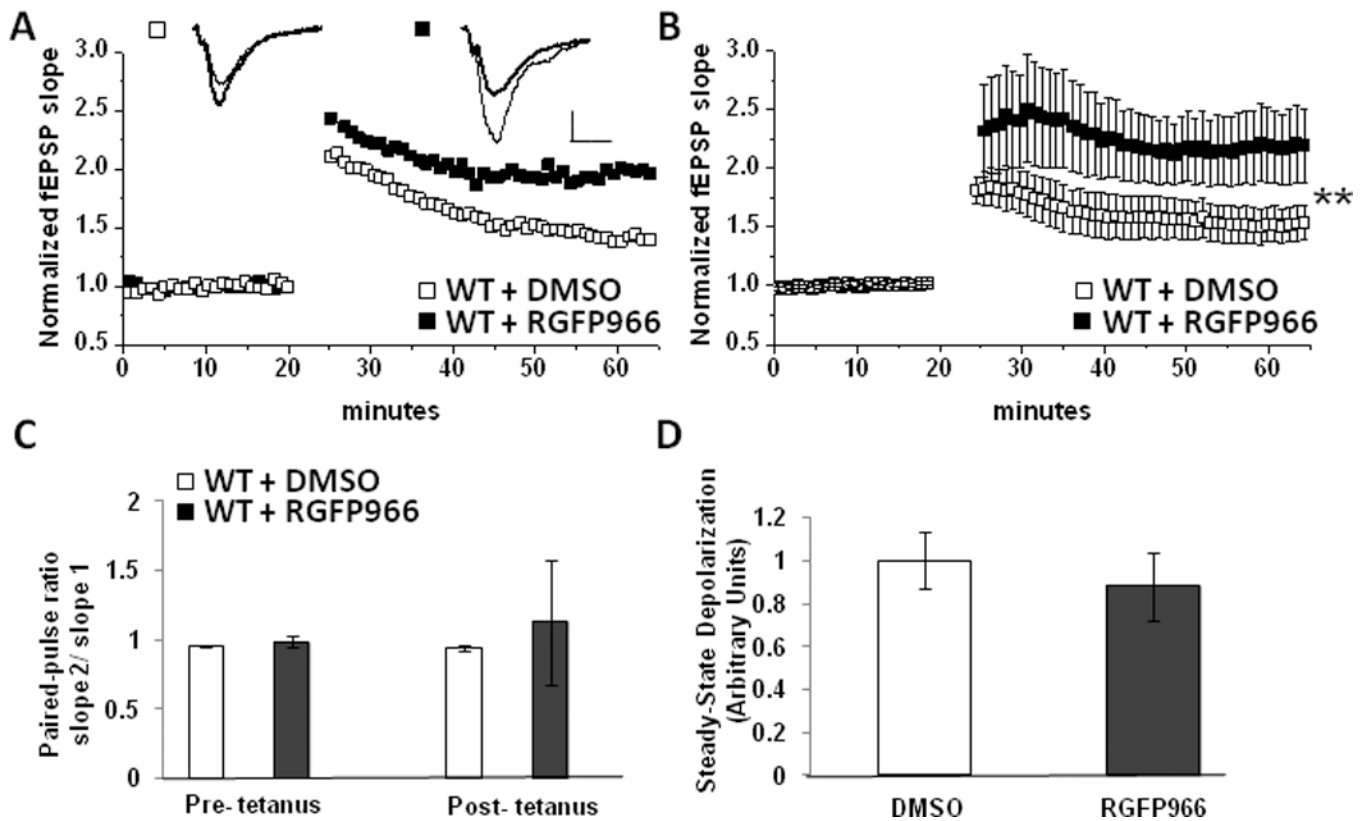 A
Normalized fEPSP slope
3.0
2.5
2.0
1.5
1.0
0.5
0 10 20 30 40 50 60
minutes
WT + DMSO
WT + RGFP966
B
Normalized fEPSP slope
3.0
2.5
2.0
1.5
1.0
0.5
0 10 20 30 40 50 60
minutes
WT + DMSO
WT + RGFP966
**
C
WT + DMSO
WT + RGFP966
Paired-pulse ratio
slope 2/ slope 1
2
1.5
1
0.5
0
Pre- tetanus Post- tetanus
D
Steady-State Depolarization
(Arbitrary Units)
1.2
1
0.8
0.6
0.4
0.2
0
DMSO RGFP966